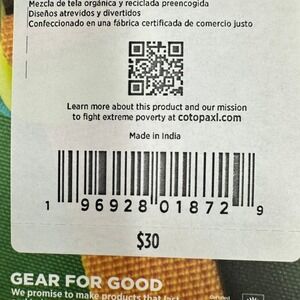 Mezcla de tela orgánica y reciclada preencogida
Diseños atrevidos y divertidos
Confeccionado en una fábrica certificada de comercio justo
Learn more about this product and our mission
to fight extreme poverty at cotopaxi.com
Made in India
1 96928 01872 9
$30
GEAR FOR GOOD
We promise to make products that last